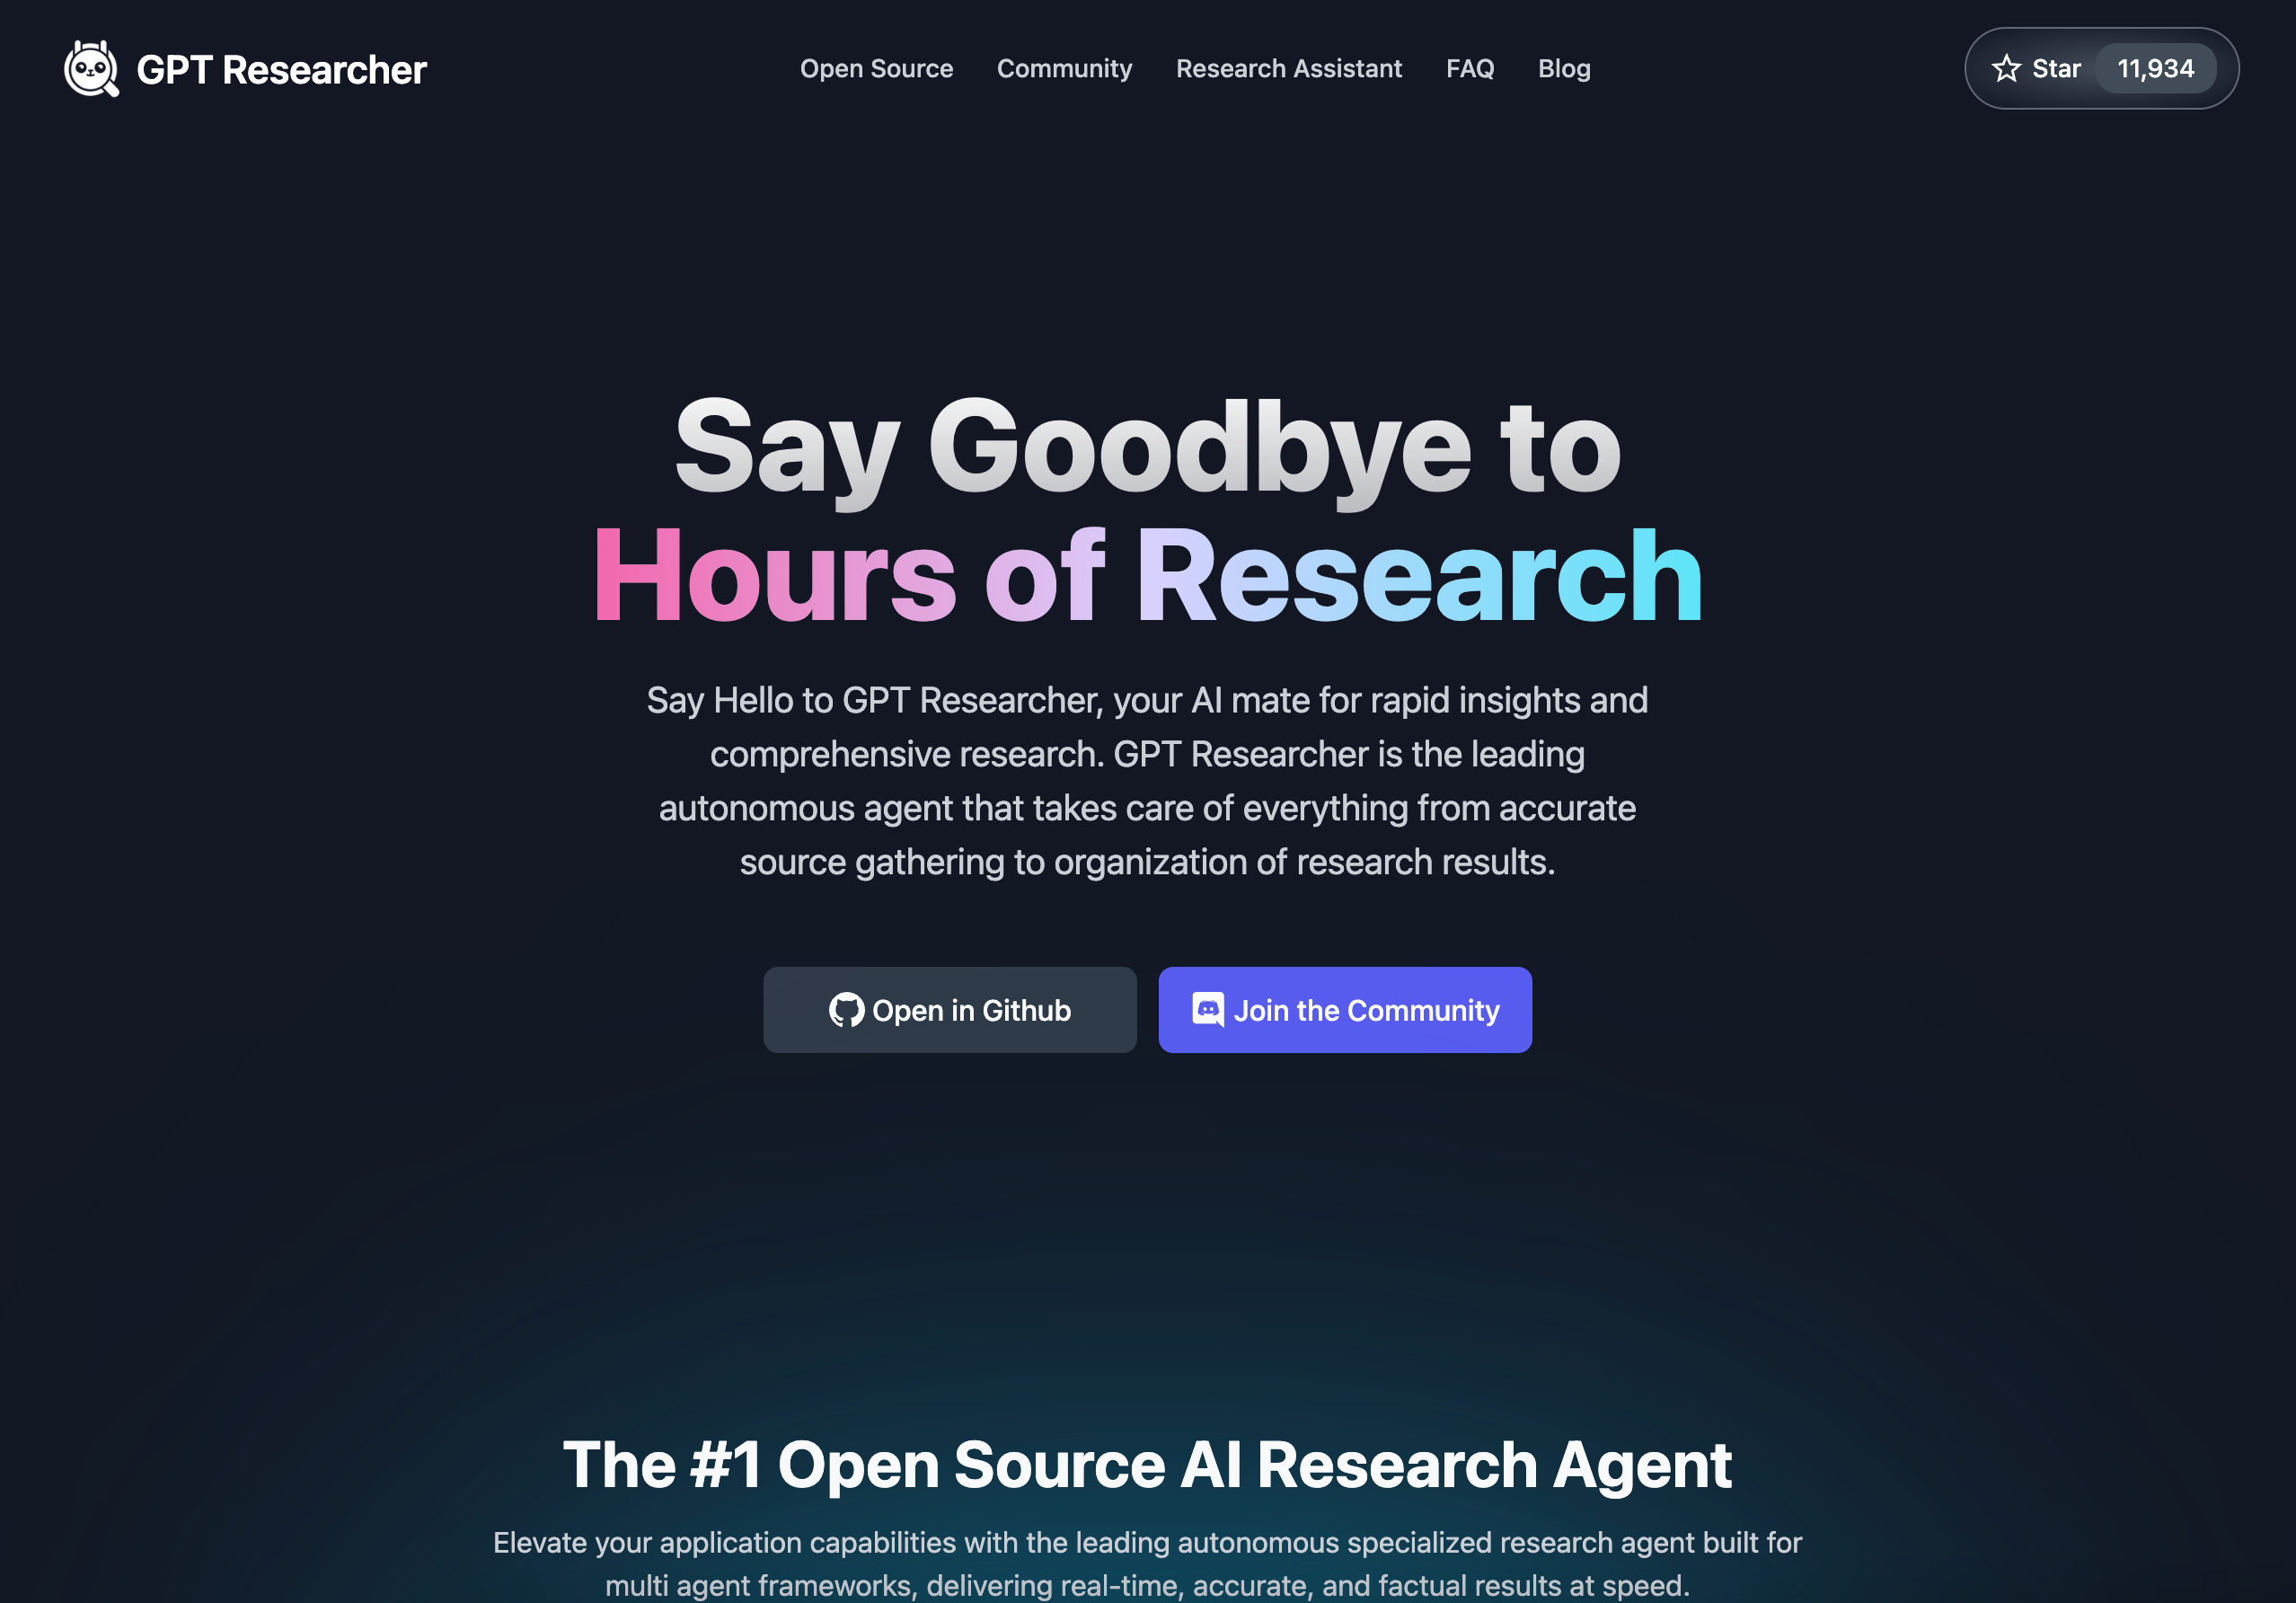 GPT Researcher
Open Source
Community
Research Assistant
FAQ
Blog
Star 11,934
Say Goodbye to
Hours of Research
Say Hello to GPT Researcher, your AI mate for rapid insights and
comprehensive research. GPT Researcher is the leading
autonomous agent that takes care of everything from accurate
source gathering to organization of research results.
Open in Github
Join the Community
The #1 Open Source AI Research Agent
Elevate your application capabilities with the leading autonomous specialized research agent built for
multi agent frameworks, delivering real-time, accurate, and factual results at speed.